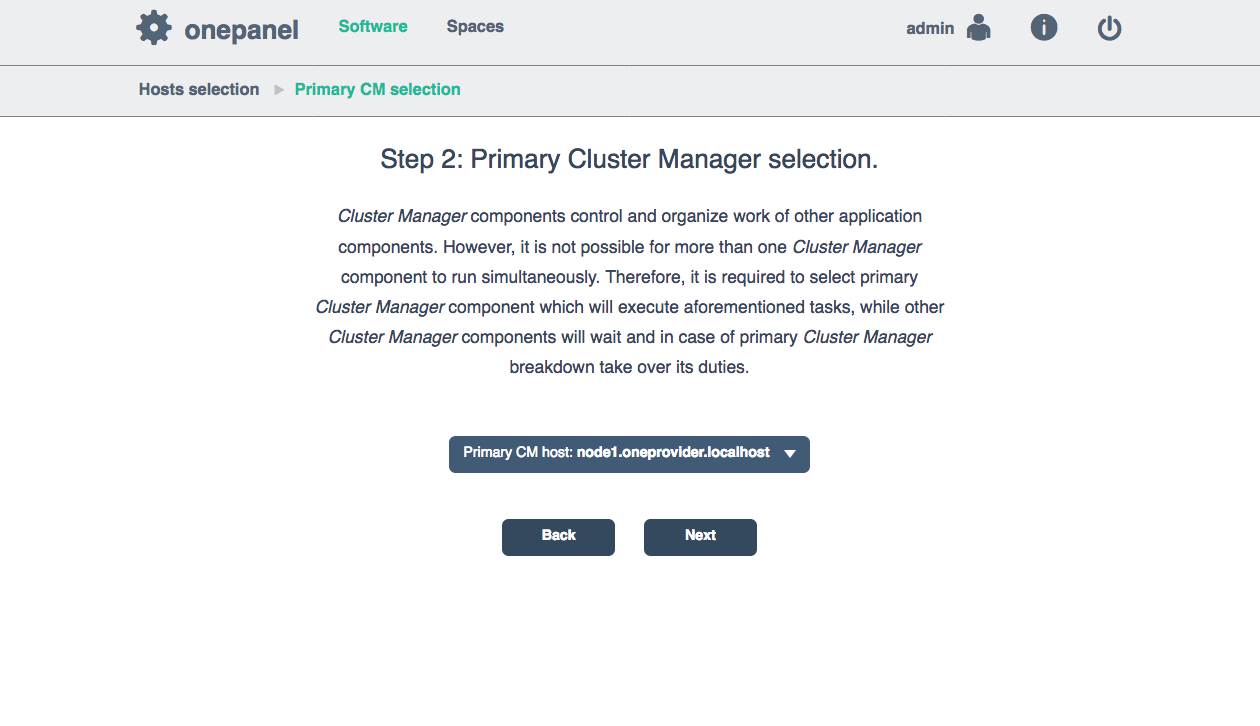 onepanel Software Spaces admin
Hosts selection Primary CM selection
Step 2: Primary Cluster Manager selection.
Cluster Manager components control and organize work of other application
components. However, it is not possible for more than one Cluster Manager
component to run simultaneously. Therefore, it is required to select primary
Cluster Manager component which will execute aforementioned tasks, while other
Cluster Manager components will wait and in case of primary Cluster Manager
breakdown take over its duties.
Primary CM host: node1.oneprovider.localhost
Back Next